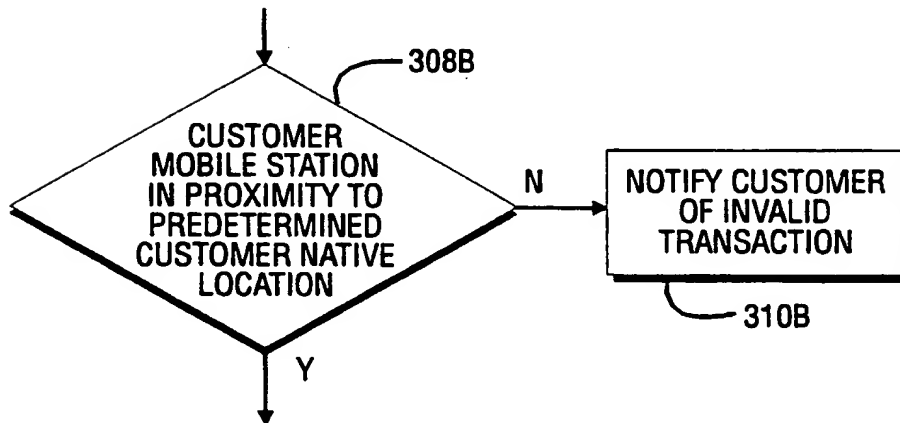 308B
CUSTOMER
MOBILE STATION
IN PROXIMITY TO
PREDETERMINED
CUSTOMER NATIVE
LOCATION
N
NOTIFY CUSTOMER
OF INVALID
TRANSACTION
310B
Y